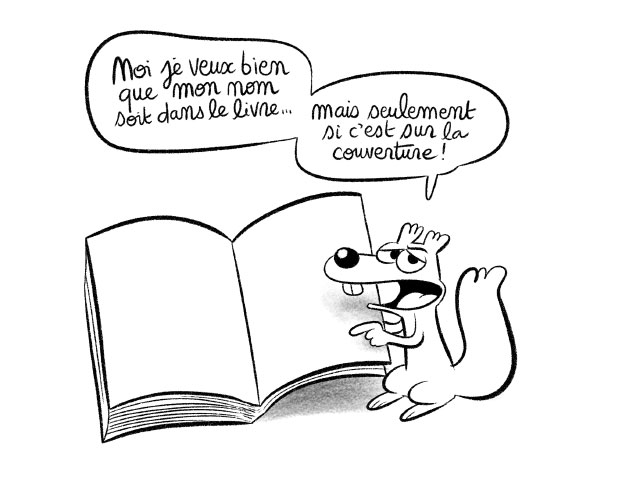 Moi je veux bien
que mon nom
soit dans le livre...
mais seulement
si c'est sur la
couverture !